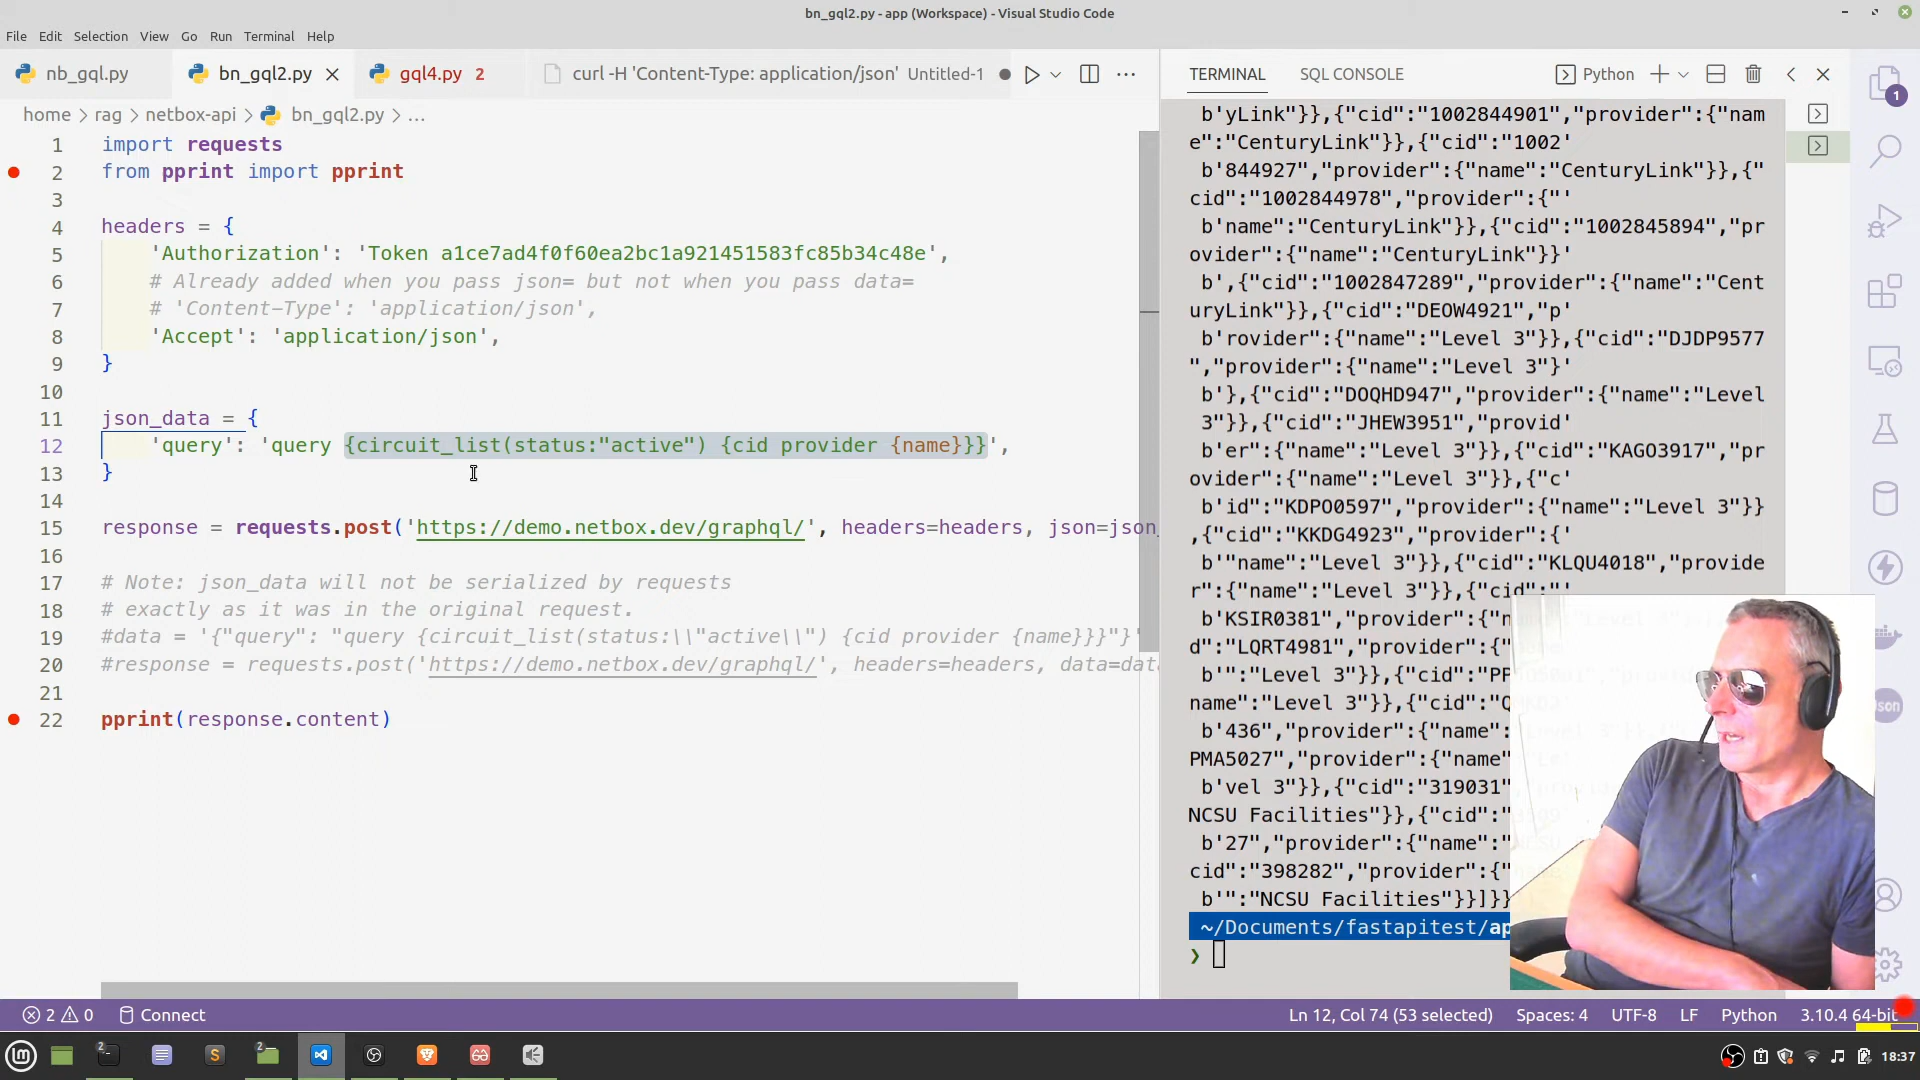 bn_gql2.py - app (Workspace) - Visual Studio Code
File Edit Selection View Go Run Terminal Help
nb_gql.py bn_gql2.py gql4.py 2 curl -H 'Content-Type: application/json' Untitled-1
home > rag > netbox-api > bn_gql2.py > ...
1 import requests
2 from pprint import pprint
3
4 headers = {
5 'Authorization': 'Token a1ce7ad4f0f60ea2bc1a921451583fc85b34c48e',
6 # Already added when you pass json= but not when you pass data=
7 # 'Content-Type': 'application/json',
8 'Accept': 'application/json',
9 }
10
11 json_data = {
12 'query': 'query {circuit_list(status:"active") {cid provider {name}}}',
13 }
14
15 response = requests.post('https://demo.netbox.dev/graphql/', headers=headers, json=json_
16
17 # Note: json_data will not be serialized by requests
18 # exactly as it was in the original request.
19 #data = '{"query": "query {circuit_list(status:\\"active\\") {cid provider {name}}}"}'
20 #response = requests.post('https://demo.netbox.dev/graphql/', headers=headers, data=data
21
22 pprint(response.content)
TERMINAL SQL CONSOLE Python
b'yLink"}},{"cid":"1002844901","provider":{"nam
e":"CenturyLink"}},{"cid":"1002'
b'844927","provider":{"name":"CenturyLink"}},{"
cid":"1002844978","provider":{"'
b'name":"CenturyLink"}},{"cid":"1002845894","pr
ovider":{"name":"CenturyLink"}}'
b',{"cid":"1002847289","provider":{"name":"Cent
uryLink"}},{"cid":"DEOW4921","p'
b'rovider":{"name":"Level 3"}},{"cid":"DJDP9577
","provider":{"name":"Level 3"}'
b'},{"cid":"DOQHD947","provider":{"name":"Level
3"}},{"cid":"JHEW3951","provid'
b'er":{"name":"Level 3"}},{"cid":"KAGO3917","pr
ovider":{"name":"Level 3"}},{"c'
b'id":"KDPO0597","provider":{"name":"Level 3"}}
,{"cid":"KKDG4923","provider":{'
b'"name":"Level 3"}},{"cid":"KLQU4018","provide
r":{"name":"Level 3"}},{"cid":"'
b'KSIR0381","provider":{"
d":"LQRT4981","provider":{"
b'":"Level 3"}},{"cid":"PP
name":"Level 3"}},{"cid":"Q
b'436","provider":{"name":"
PMA5027","provider":{"name"
b'vel 3"}},{"cid":"319031"
NCSU Facilities"}},{"cid":"
b'27","provider":{"name":"
cid":"398282","provider":{"
b'":"NCSU Facilities"}}]}}
~/Documents/fastapitest/ap
❯
1
json
2 0 Connect Ln 12, Col 74 (53 selected) Spaces: 4 UTF-8 LF Python 3.10.4 64-bit
2 2 18:37